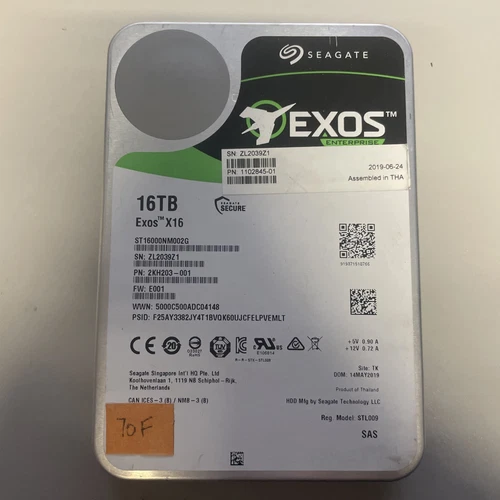 SEAGATE
EXOS™
ENTERPRISE
SN: ZL2039Z1
PN: 1102845-01
2019-06-24
Assembled in THA
16TB
Exos™ X16
SEAGATE SECURE
ST16000NM002G
SN: ZL2039Z1
PN: 2KH203-001
FW: E001
WWN: 5000C500ADC04148
PSID: F25AY3382JY4T1BVQK60UJCFELPVEMLT
+5V 0.90 A
+12V 0.72 A
Seagate Singapore Int'l HQ Pte. Ltd
Koolhovenlaan 1, 1119 NB Schiphol-Rijk,
The Netherlands
CAN ICES-3 (B) / NMB-3 (B)
Site: TK
DOM: 14MAY2019
Product of Thailand
HDD Mfg by Seagate Technology
Reg. Model: STL009
SAS
70F